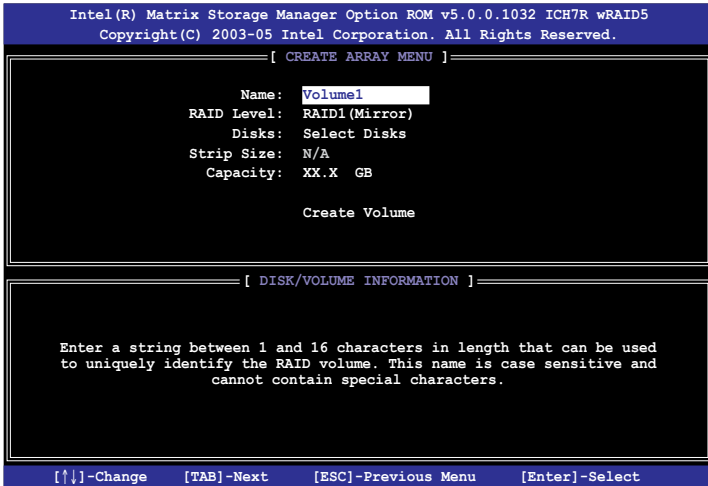 Intel(R) Matrix Storage Manager Option ROM v5.0.0.1032 ICH7R wRAID5
Copyright(C) 2003-05 Intel Corporation. All Rights Reserved.
[ CREATE ARRAY MENU ]
Name: Volume1
RAID Level: RAID1(Mirror)
Disks: Select Disks
Strip Size: N/A
Capacity: XX.X GB
Create Volume
[ DISK/VOLUME INFORMATION ]
Enter a string between 1 and 16 characters in length that can be used
to uniquely identify the RAID volume. This name is case sensitive and
cannot contain special characters.
[↑↓]-Change [TAB]-Next [ESC]-Previous Menu [Enter]-Select